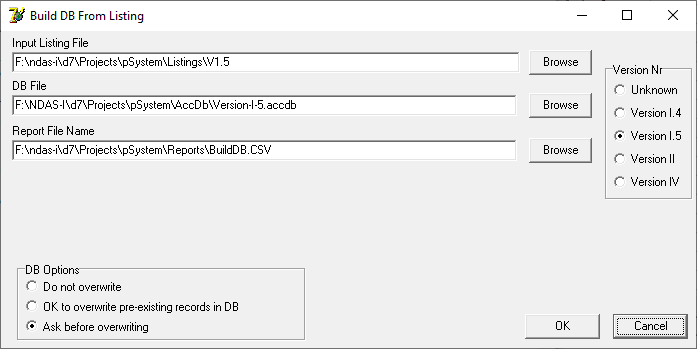 Build DB From Listing
Input Listing File
F:\ndas-i\d7\Projects\pSystem\Listings\V1.5
Browse
DB File
F:\NDAS-I\d7\Projects\pSystem\AccDb\Version-I-5.accdb
Browse
Report File Name
F:\ndas-i\d7\Projects\pSystem\Reports\BuildDB.CSV
Browse
Version Nr
Unknown
Version I.4
Version I.5
Version II
Version IV
DB Options
Do not overwrite
OK to overwrite pre-existing records in DB
Ask before overwriting
OK
Cancel